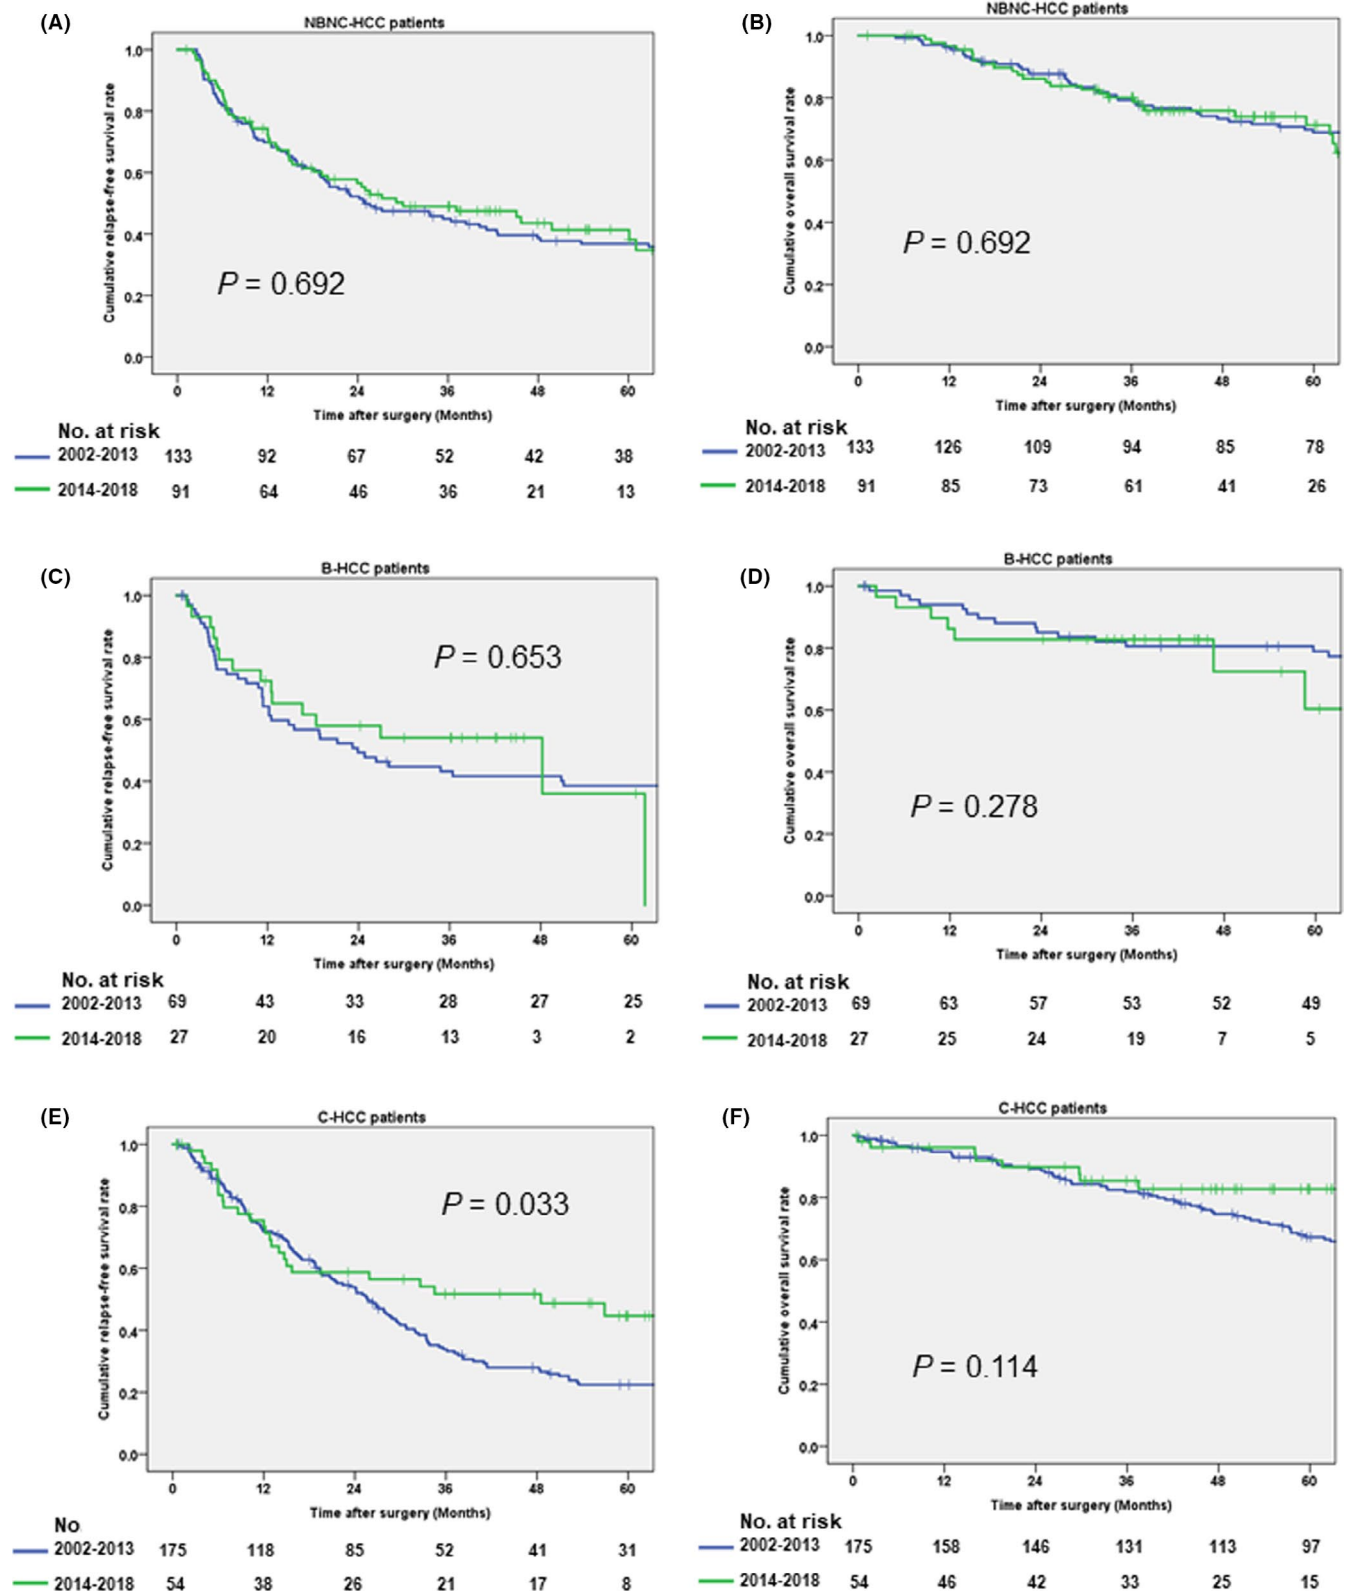 (A)
NBNC-HCC patients
Cumulative relapse-free survival rate
1.0
0.8
0.6
0.4
0.2
0.0
P = 0.692
0 12 24 36 48 60
Time after surgery (Months)
No. at risk
2002-2013 133 92 67 52 42 38
2014-2018 91 64 46 36 21 13
(B)
NBNC-HCC patients
Cumulative overall survival rate
1.0
0.8
0.6
0.4
0.2
0.0
P = 0.692
0 12 24 36 48 60
Time after surgery (Months)
No. at risk
2002-2013 133 126 109 94 85 78
2014-2018 91 85 73 61 41 26
(C)
B-HCC patients
Cumulative relapse-free survival rate
1.0
0.8
0.6
0.4
0.2
0.0
P = 0.653
0 12 24 36 48 60
Time after surgery (Months)
No. at risk
2002-2013 69 43 33 28 27 25
2014-2018 27 20 16 13 3 2
(D)
B-HCC patients
Cumulative overall survival rate
1.0
0.8
0.6
0.4
0.2
0.0
P = 0.278
0 12 24 36 48 60
Time after surgery (Months)
No. at risk
2002-2013 69 63 57 53 52 49
2014-2018 27 25 24 19 7 5
(E)
C-HCC patients
Cumulative relapse-free survival rate
1.0
0.8
0.6
0.4
0.2
0.0
P = 0.033
0 12 24 36 48 60
Time after surgery (Months)
No
2002-2013 175 118 85 52 41 31
2014-2018 54 38 26 21 17 8
(F)
C-HCC patients
Cumulative overall survival rate
1.0
0.8
0.6
0.4
0.2
0.0
P = 0.114
0 12 24 36 48 60
Time after surgery (Months)
No. at risk
2002-2013 175 158 146 131 113 97
2014-2018 54 46 42 33 25 15